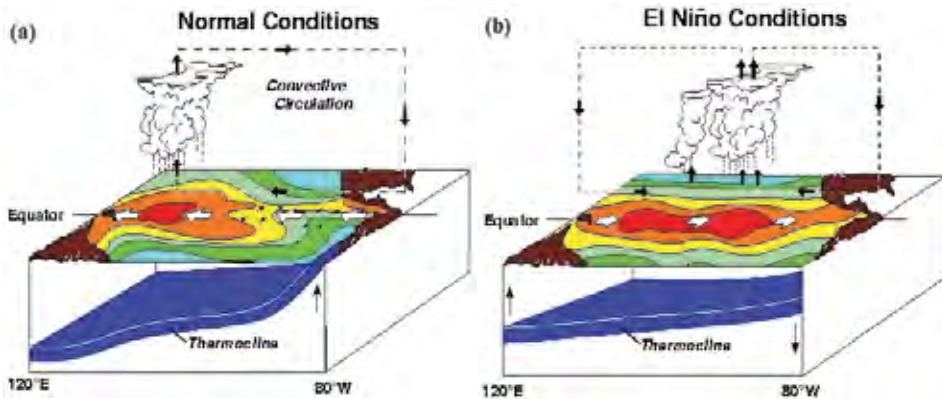 (a)
Normal Conditions
Convective
Circulation
Equator
Thermocline
120°E
80°W
(b)
El Niño Conditions
Equator
Thermocline
120°E
80°W